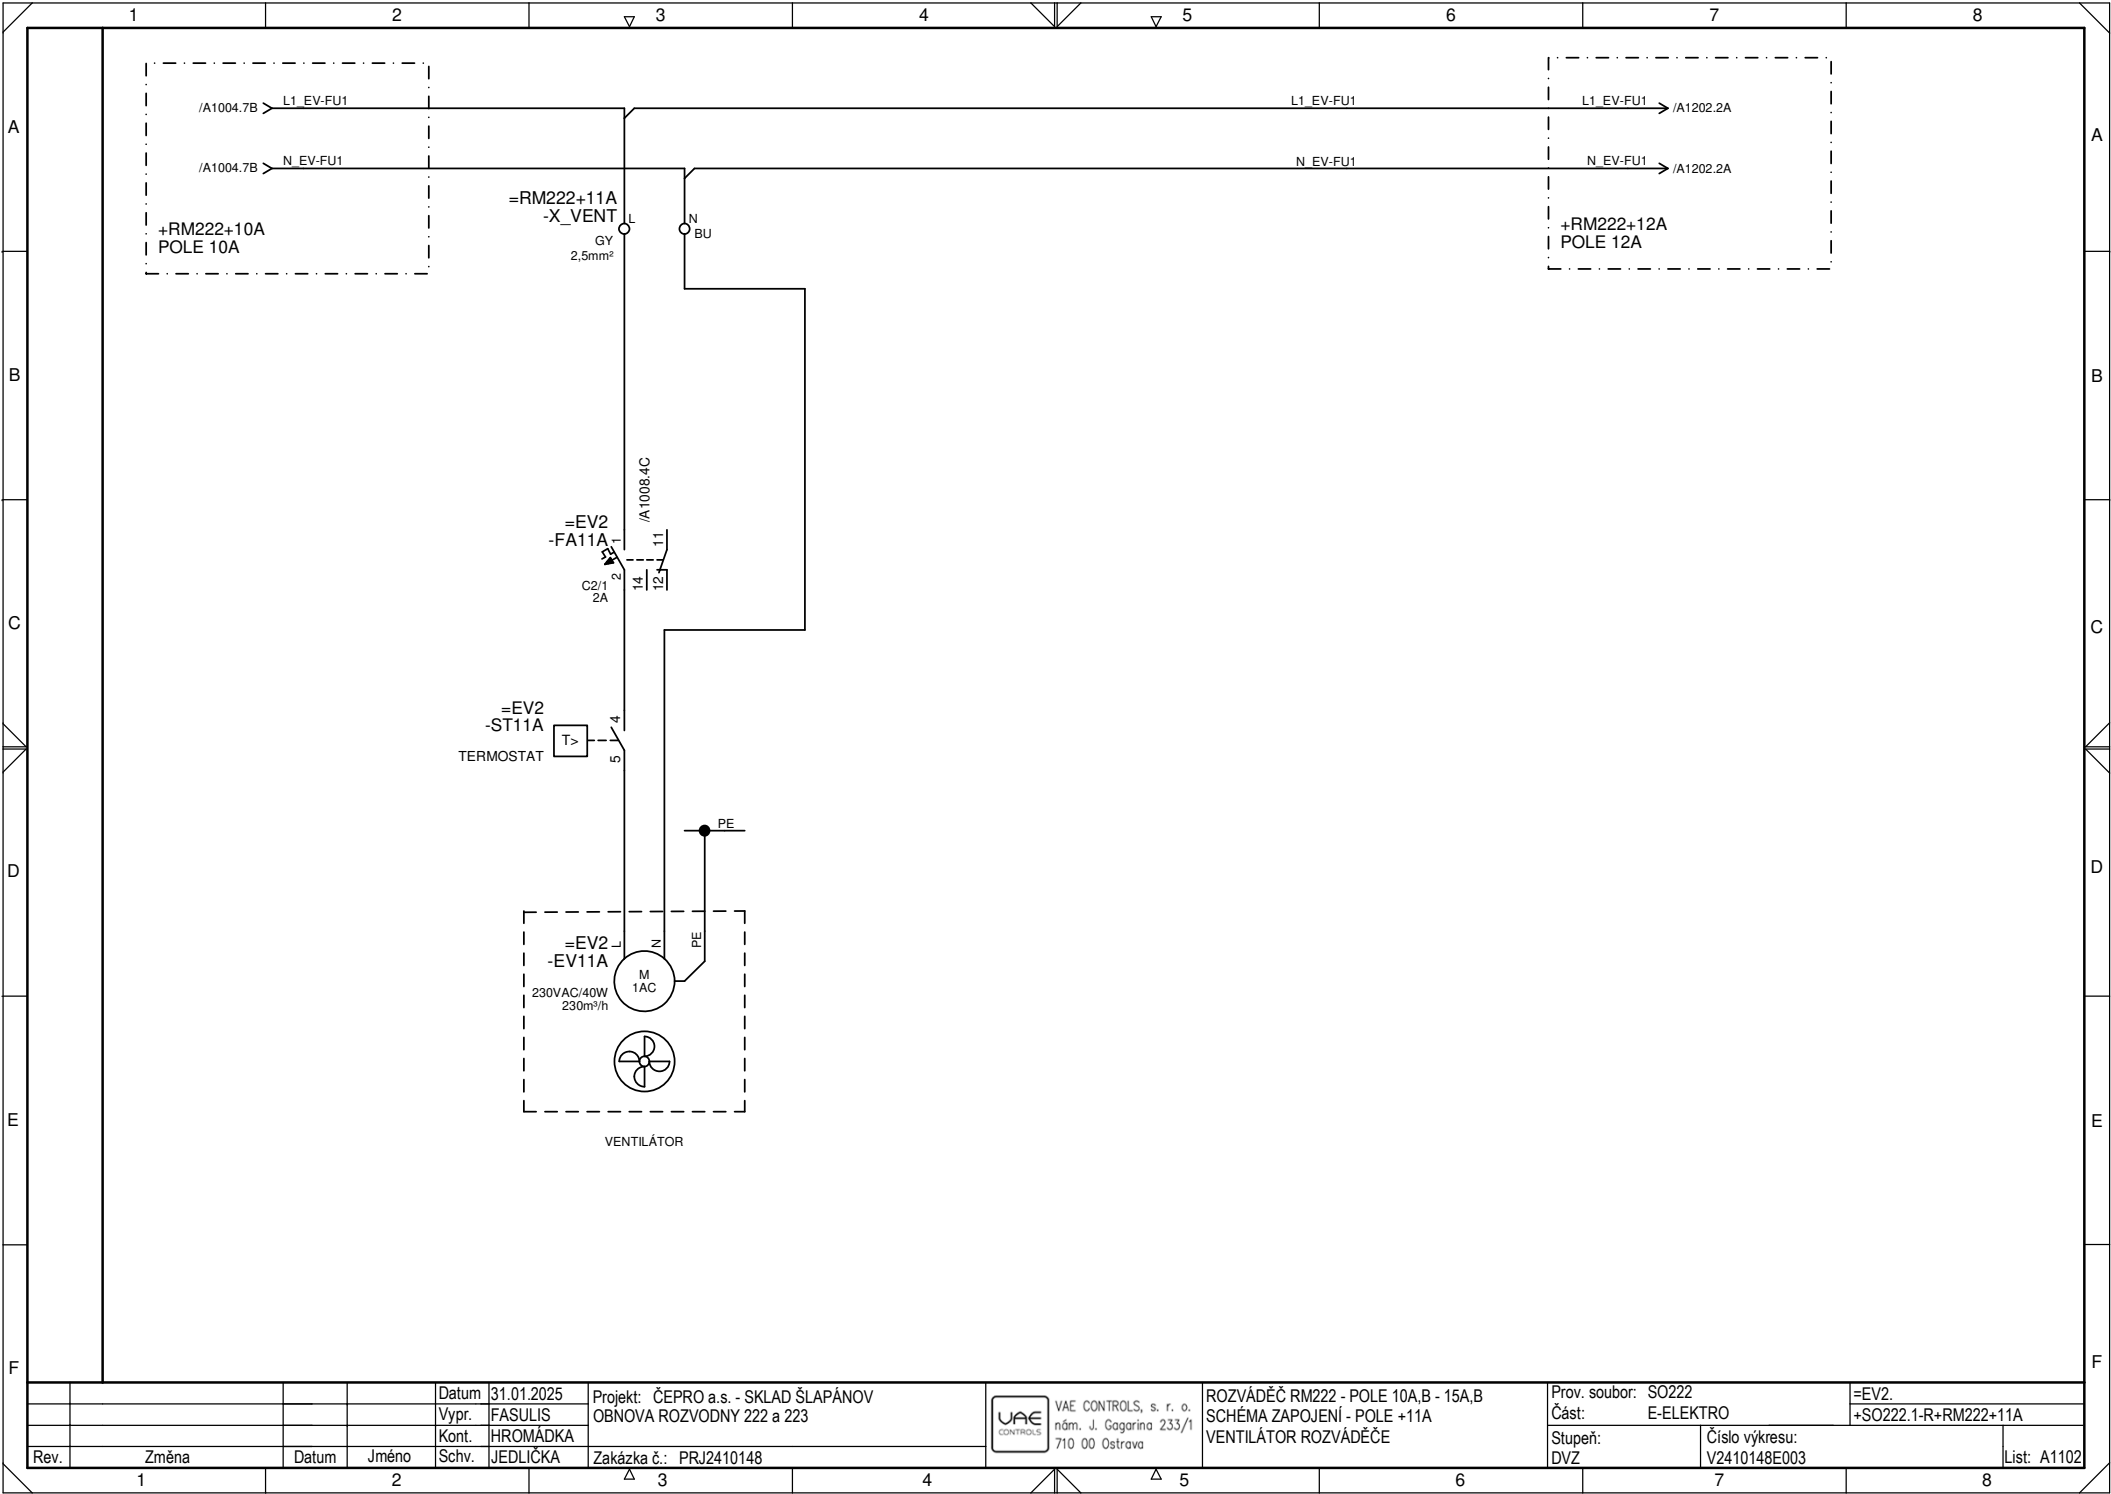 1 2 3 4 5 6 7 8
A A
B B
C C
D D
E E
F F
/A1004.7B L1_EV-FU1 L1_EV-FU1 L1_EV-FU1 /A1202.2A
/A1004.7B N_EV-FU1 N_EV-FU1 N_EV-FU1 /A1202.2A
+RM222+10A
POLE 10A
=RM222+11A
-X_VENT L
GY
2,5mm²
N
BU
+RM222+12A
POLE 12A
/A1008.4C
=EV2
-FA11A 1
2
C2/1
2A
11
14
12
=EV2
-ST11A
TERMOSTAT
T>
4
5
PE
=EV2 L N PE
-EV11A
230VAC/40W
230m³/h
M
1AC
VENTILÁTOR
Rev. Změna Datum Jméno
Datum 31.01.2025
Vypr. FASULIS
Kont. HROMÁDKA
Schv. JEDLIČKA
Projekt: ČEPRO a.s. - SKLAD ŠLAPÁNOV
OBNOVA ROZVODNY 222 a 223
Zakázka č.: PRJ2410148
VAE
CONTROLS
VAE CONTROLS, s. r. o.
nám. J. Gagarina 233/1
710 00 Ostrava
ROZVÁDĚČ RM222 - POLE 10A,B - 15A,B
SCHÉMA ZAPOJENÍ - POLE +11A
VENTILÁTOR ROZVÁDĚČE
Prov. soubor: SO222
Část: E-ELEKTRO
Stupeň:
DVZ
Číslo výkresu:
V2410148E003
=EV2.
+SO222.1-R+RM222+11A
List: A1102
1 2 3 4 5 6 7 8